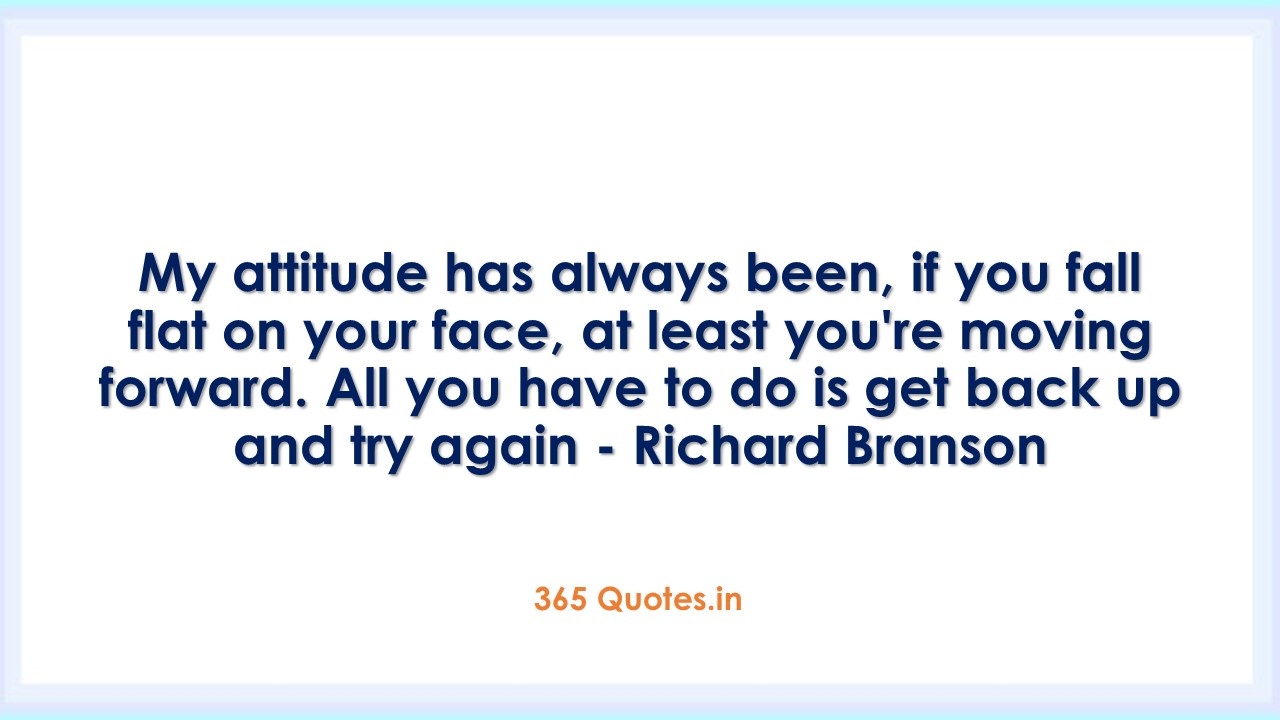 My attitude has always been, if you fall
flat on your face, at least you're moving
forward. All you have to do is get back up
and try again - Richard Branson
365 Quotes.in